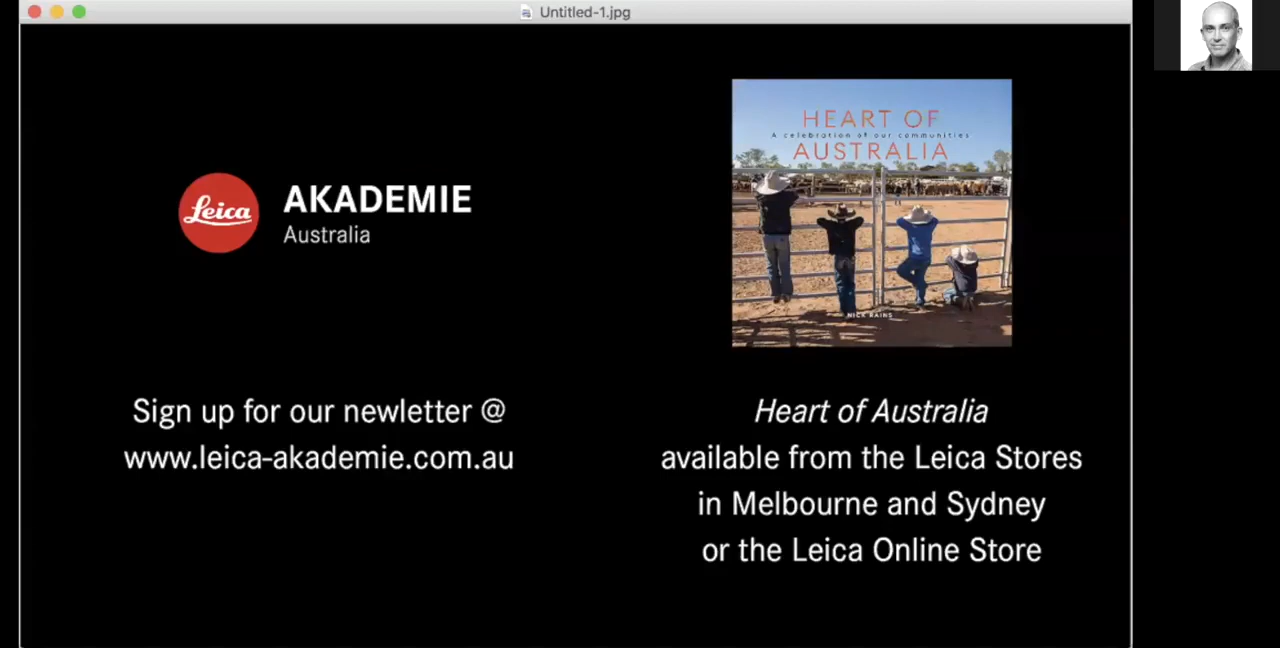 Untitled-1.jpg
Leica
AKADEMIE
Australia
Sign up for our newletter @
www.leica-akademie.com.au
HEART OF
A celebration of our communities
AUSTRALIA
NICK RAINS
Heart of Australia
available from the Leica Stores
in Melbourne and Sydney
or the Leica Online Store